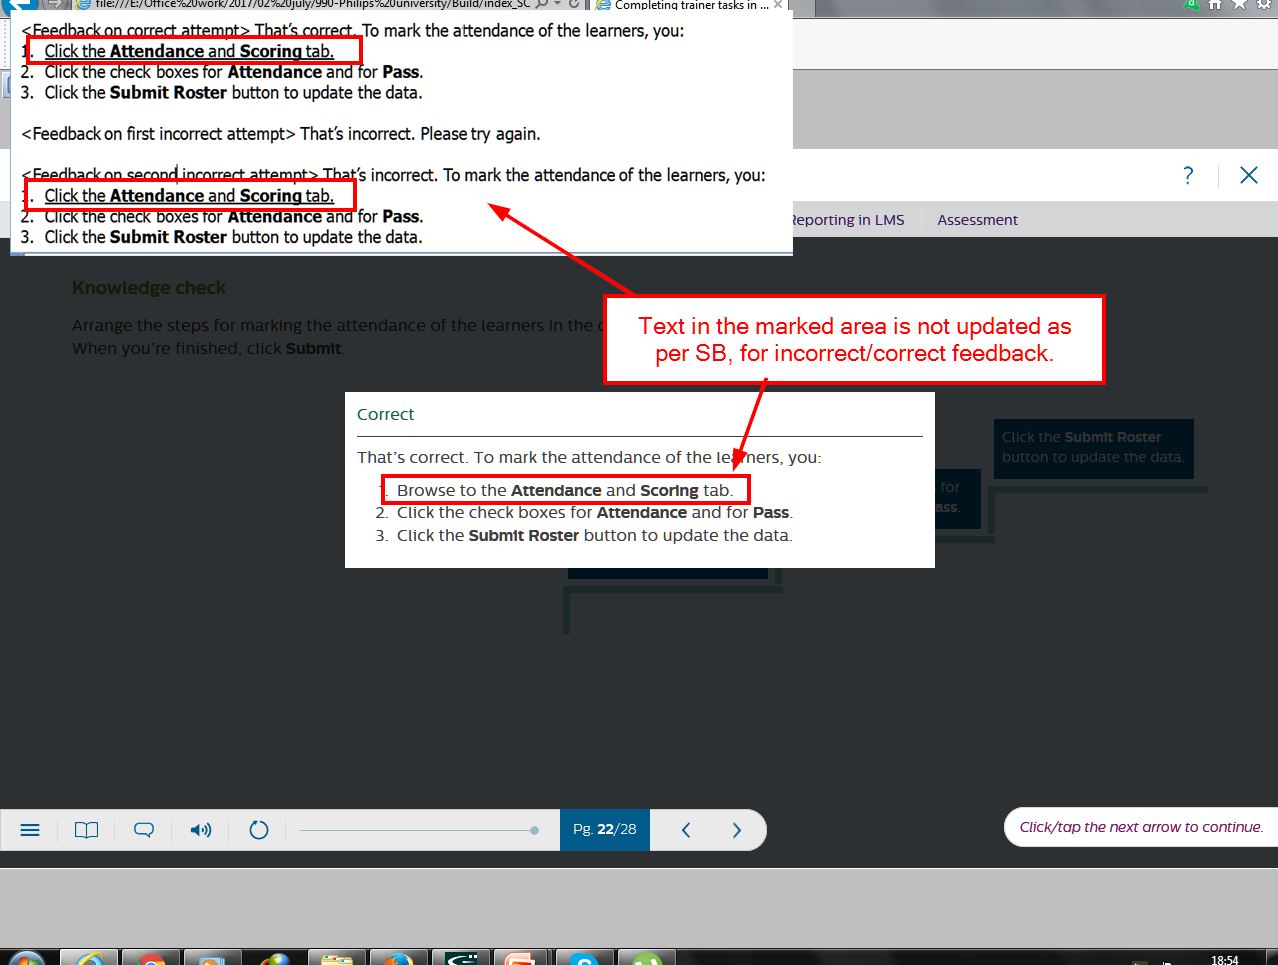 file:///E:/Office%20work/2017/02%20july/990-Philips%20university/Build/index_SC
Completing trainer tasks in ...
<Feedback on correct attempt> That's correct. To mark the attendance of the learners, you:
1. Click the Attendance and Scoring tab.
2. Click the check boxes for Attendance and for Pass.
3. Click the Submit Roster button to update the data.
<Feedback on first incorrect attempt> That's incorrect. Please try again.
<Feedback on second incorrect attempt> That's incorrect. To mark the attendance of the learners, you:
1. Click the Attendance and Scoring tab.
2. Click the check boxes for Attendance and for Pass.
3. Click the Submit Roster button to update the data.
?
Reporting in LMS
Assessment
Knowledge check
Arrange the steps for marking the attendance of the learners in the
When you're finished, click Submit.
Text in the marked area is not updated as
per SB, for incorrect/correct feedback.
Correct
That's correct. To mark the attendance of the learners, you:
1. Browse to the Attendance and Scoring tab.
2. Click the check boxes for Attendance and for Pass.
3. Click the Submit Roster button to update the data.
Click the Submit Roster
button to update the data.
for
Pg. 22/28
Click/tap the next arrow to continue.
18:54